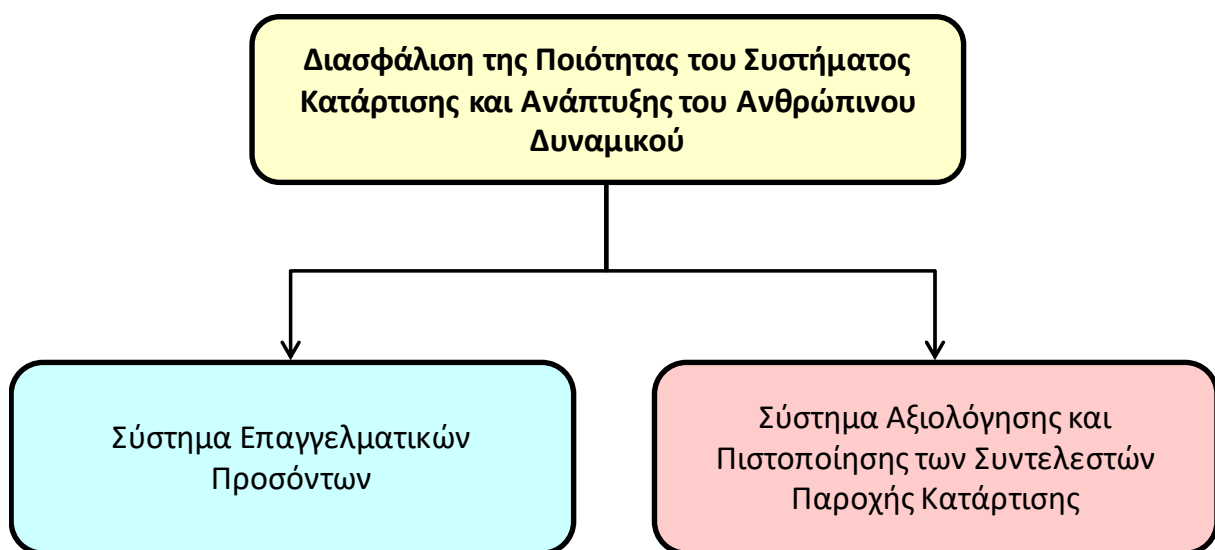 Διασφάλιση της Ποιότητας του Συστήματος
Κατάρτισης και Ανάπτυξης του Ανθρώπινου
Δυναμικού
Σύστημα Επαγγελματικών
Προσόντων
Σύστημα Αξιολόγησης και
Πιστοποίησης των Συντελεστών
Παροχής Κατάρτισης